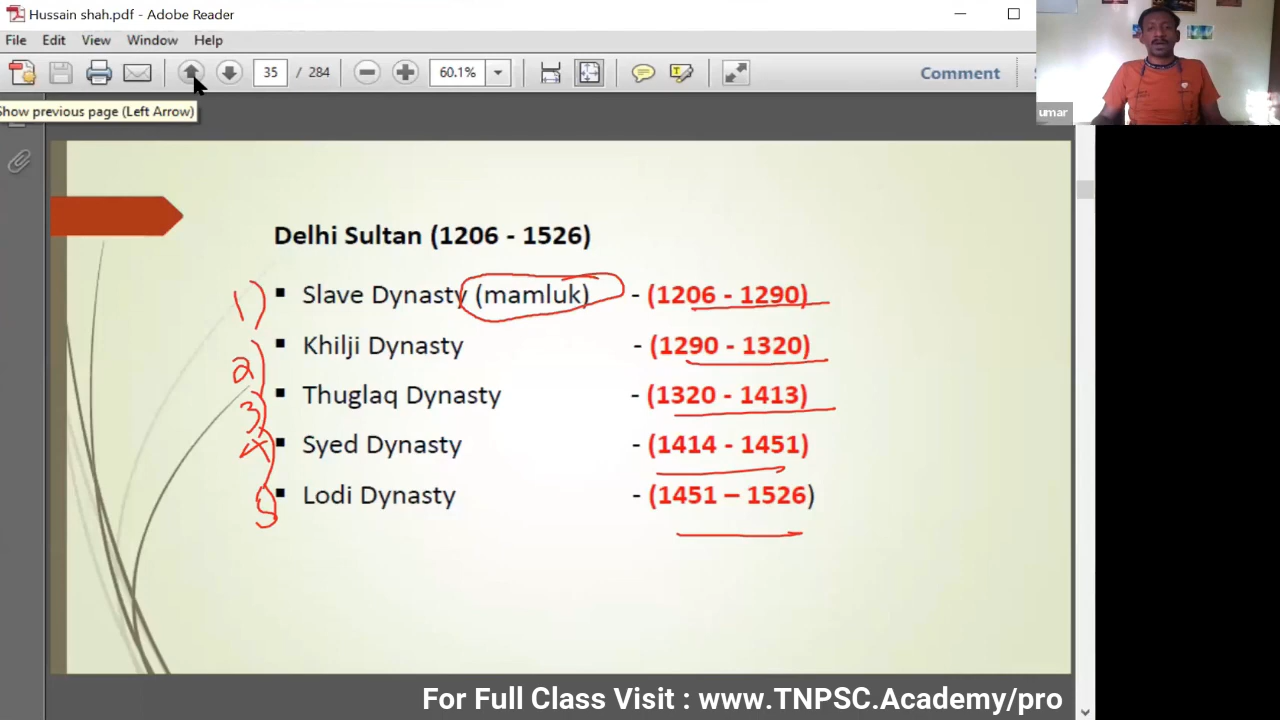 Hussain shah.pdf - Adobe Reader
File Edit View Window Help
35 / 284 60.1% Comment
Show previous page (Left Arrow)
umar
Delhi Sultan (1206 - 1526)
1) ▪ Slave Dynasty (mamluk) - (1206 - 1290)
2 ▪ Khilji Dynasty - (1290 - 1320)
3 ▪ Thuglaq Dynasty - (1320 - 1413)
4 ▪ Syed Dynasty - (1414 - 1451)
5 ▪ Lodi Dynasty - (1451 – 1526)
For Full Class Visit : www.TNPSC.Academy/pro